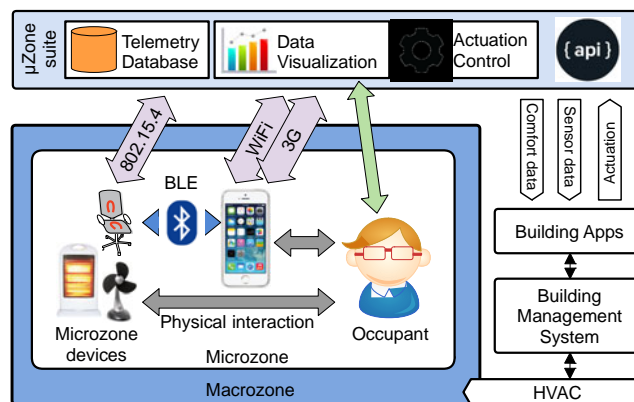 μZone
suite
Telemetry
Database
Data
Visualization
Actuation
Control
{ api }
802.15.4
WiFi
3G
Comfort data
Sensor data
Actuation
BLE
Building Apps
Building
Management
System
HVAC
Physical interaction
Microzone
devices
Occupant
Microzone
Macrozone